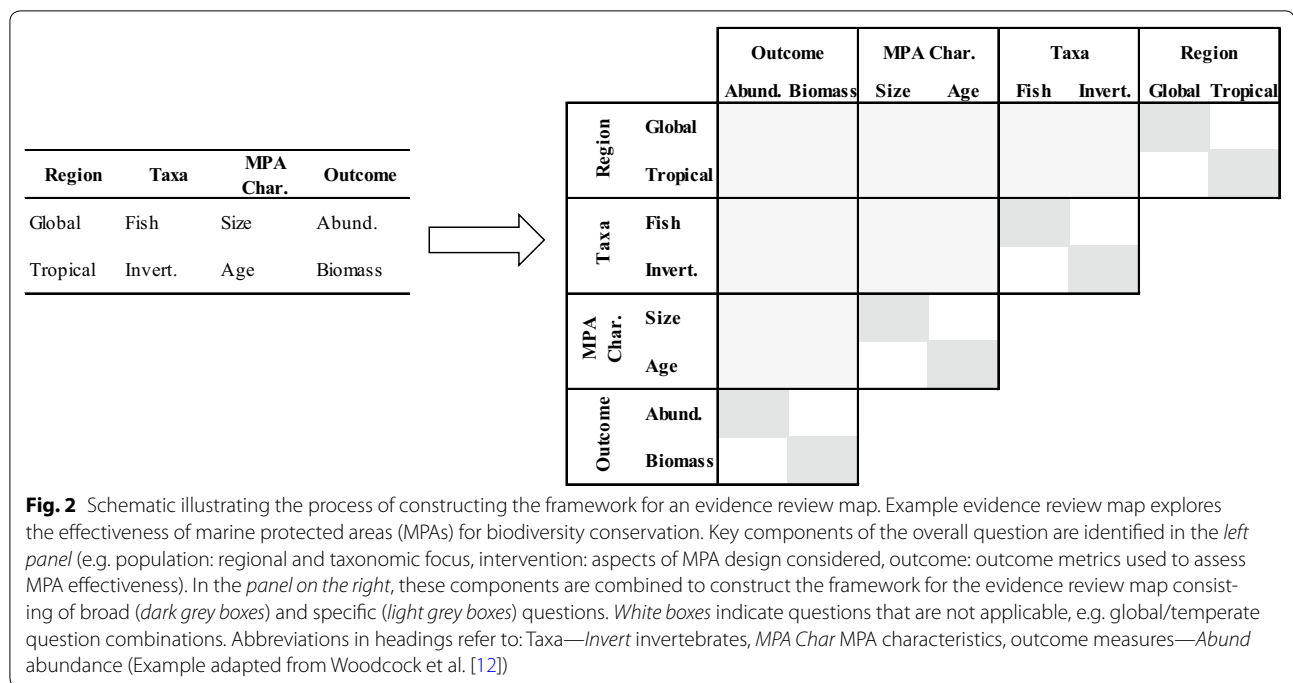 Region Taxa MPA Char. Outcome
Global Fish Size Abund.
Tropical Invert. Age Biomass
Outcome MPA Char. Taxa Region
Abund. Biomass Size Age Fish Invert. Global Tropical
Region
Global
Tropical
Taxa
Fish
Invert.
MPA Char.
Size
Age
Outcome
Abund.
Biomass
Fig. 2 Schematic illustrating the process of constructing the framework for an evidence review map. Example evidence review map explores
the effectiveness of marine protected areas (MPAs) for biodiversity conservation. Key components of the overall question are identified in the left
panel (e.g. population: regional and taxonomic focus, intervention: aspects of MPA design considered, outcome: outcome metrics used to assess
MPA effectiveness). In the panel on the right, these components are combined to construct the framework for the evidence review map consist-
ing of broad (dark grey boxes) and specific (light grey boxes) questions. White boxes indicate questions that are not applicable, e.g. global/temperate
question combinations. Abbreviations in headings refer to: Taxa—Invert invertebrates, MPA Char MPA characteristics, outcome measures—Abund
abundance (Example adapted from Woodcock et al. [12])